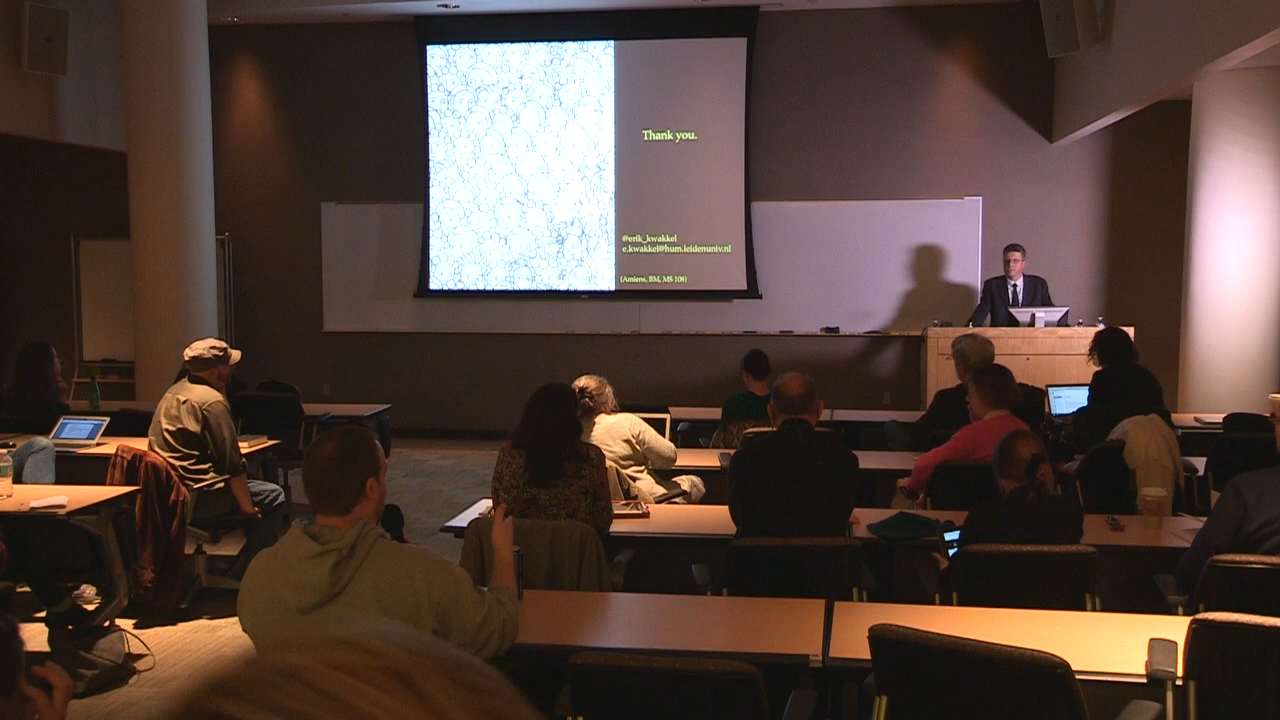 Thank you.
@erik_kwakkel
e.kwakkel@hum.leidenuniv.nl
(Amiens, BM, MS 108)